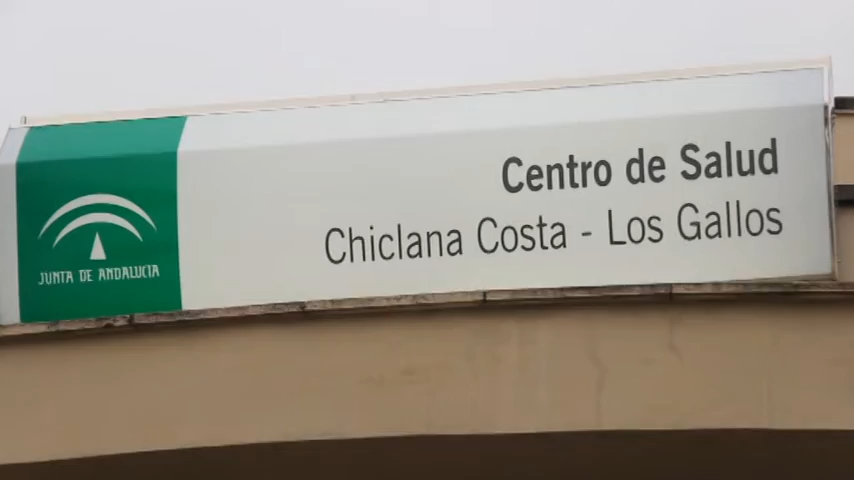 Centro de Salud
Chiclana Costa - Los Gallos
JUNTA DE ANDALUCIA